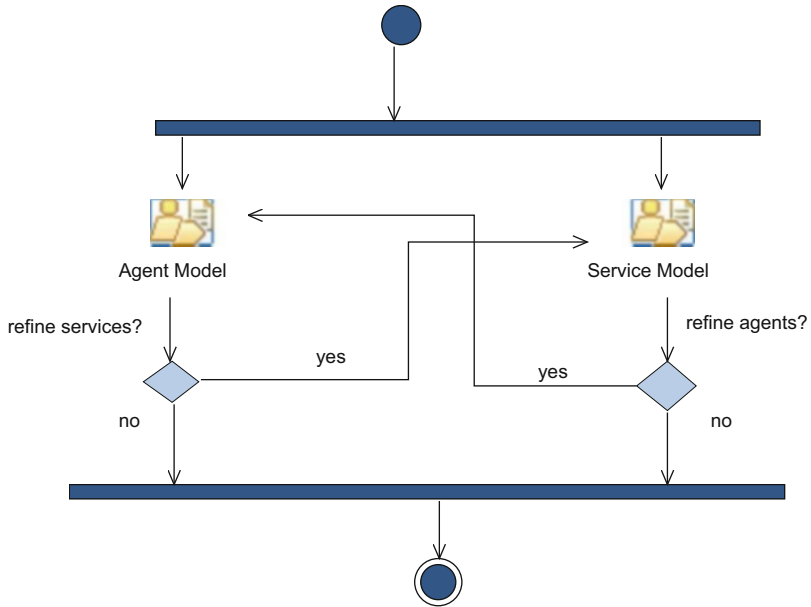 Agent Model
Service Model
refine services?
refine agents?
yes
yes
no
no